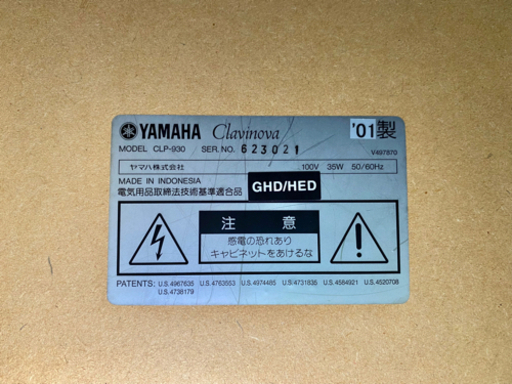 YAMAHA Clavinova '01製
MODEL CLP-930 SER. NO. 623021 V497870
ヤマハ株式会社 100V 35W 50/60Hz
MADE IN INDONESIA
電気用品取締法技術基準適合品 GHD/HED
注 意
感電の恐れあり
キャビネットをあけるな
PATENTS: U.S.4967635 U.S.4763553 U.S.4974485 U.S.4731835 U.S.4584921 U.S.4520708
U.S.4738179